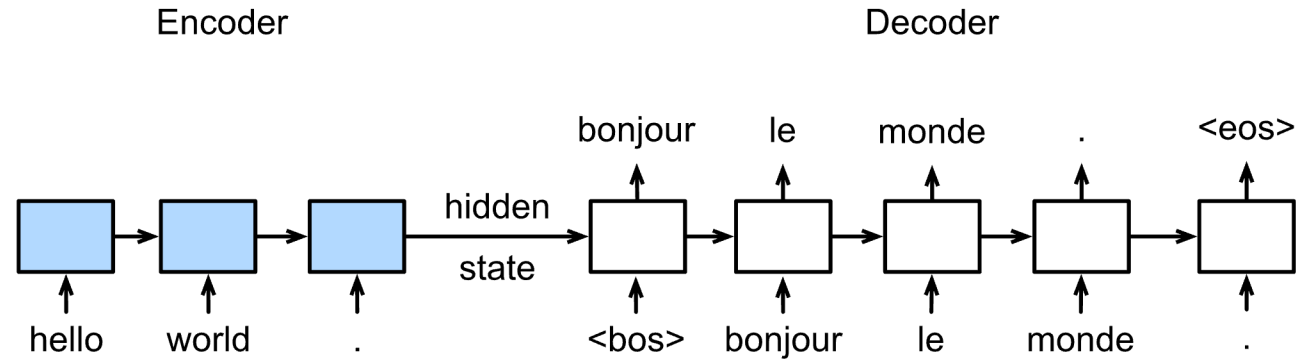 Encoder Decoder
bonjour le monde . <eos>
hidden
state
hello world . <bos> bonjour le monde .